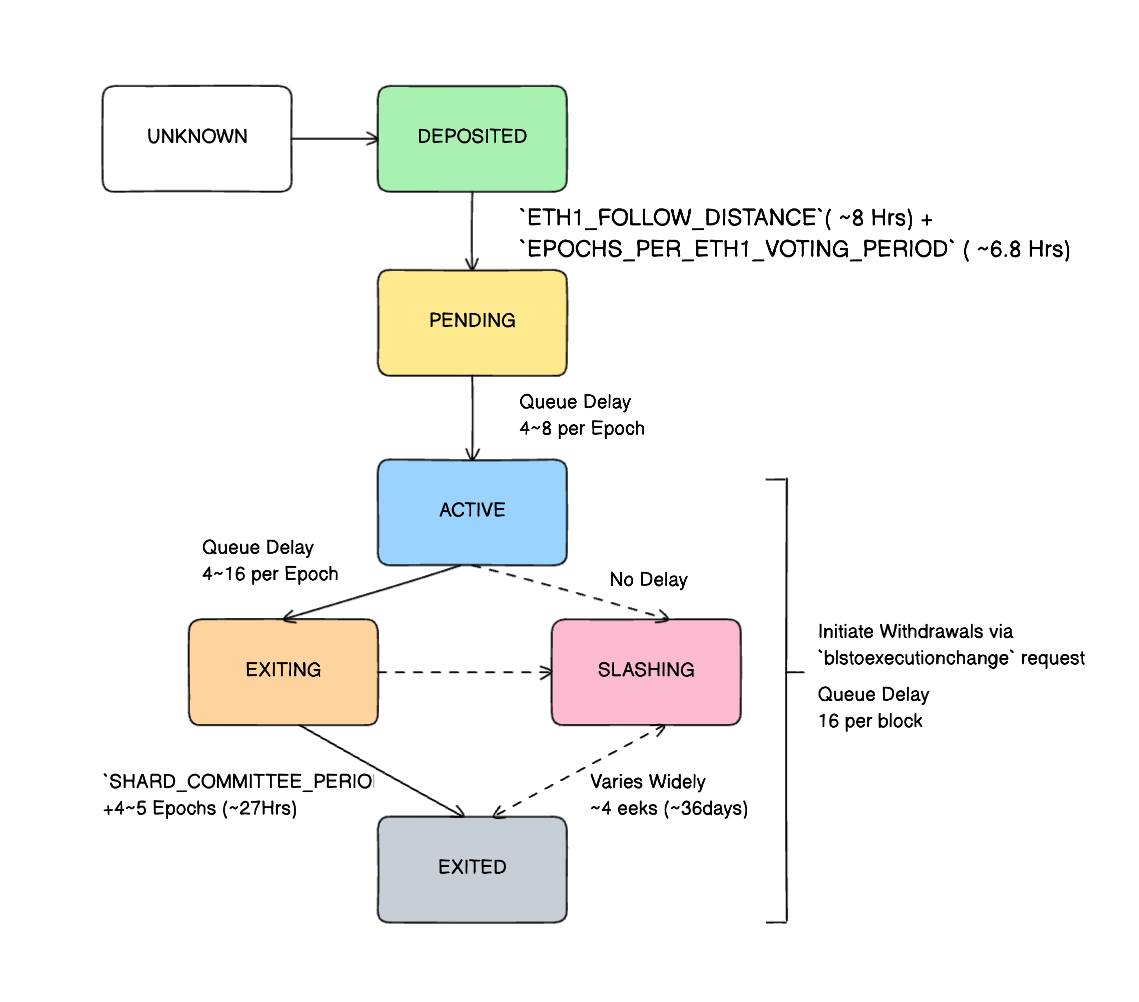 UNKNOWN
DEPOSITED
`ETH1_FOLLOW_DISTANCE`( ~8 Hrs) +
`EPOCHS_PER_ETH1_VOTING_PERIOD` ( ~6.8 Hrs)
PENDING
Queue Delay
4~8 per Epoch
ACTIVE
Queue Delay
4~16 per Epoch
No Delay
EXITING
SLASHING
Initiate Withdrawals via
`blstoexecutionchange` request
Queue Delay
16 per block
`SHARD_COMMITTEE_PERIO
+4~5 Epochs (~27Hrs)
Varies Widely
~4 eeks (~36days)
EXITED